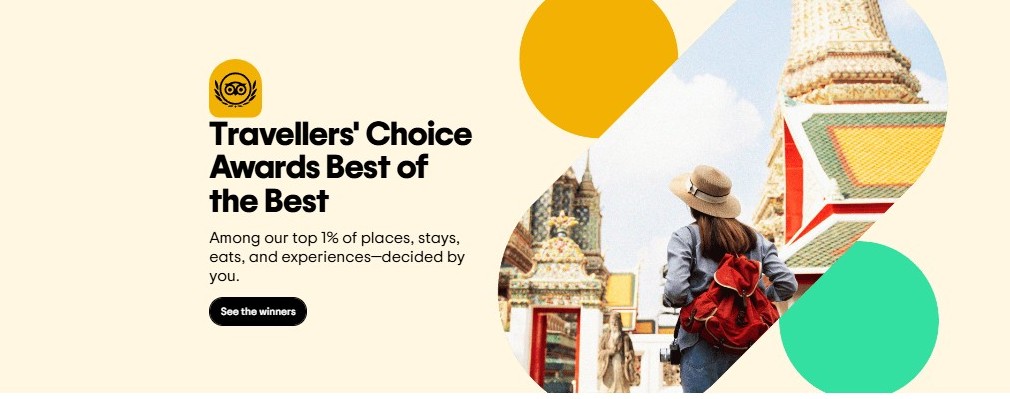 Travellers' Choice
Awards Best of
the Best
Among our top 1% of places, stays,
eats, and experiences—decided by
you.
See the winners